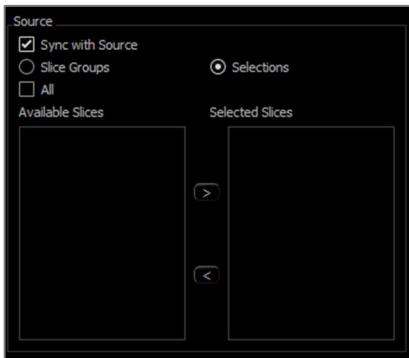 Source
Sync with Source
Slice Groups Selections
All
Available Slices Selected Slices
>
<